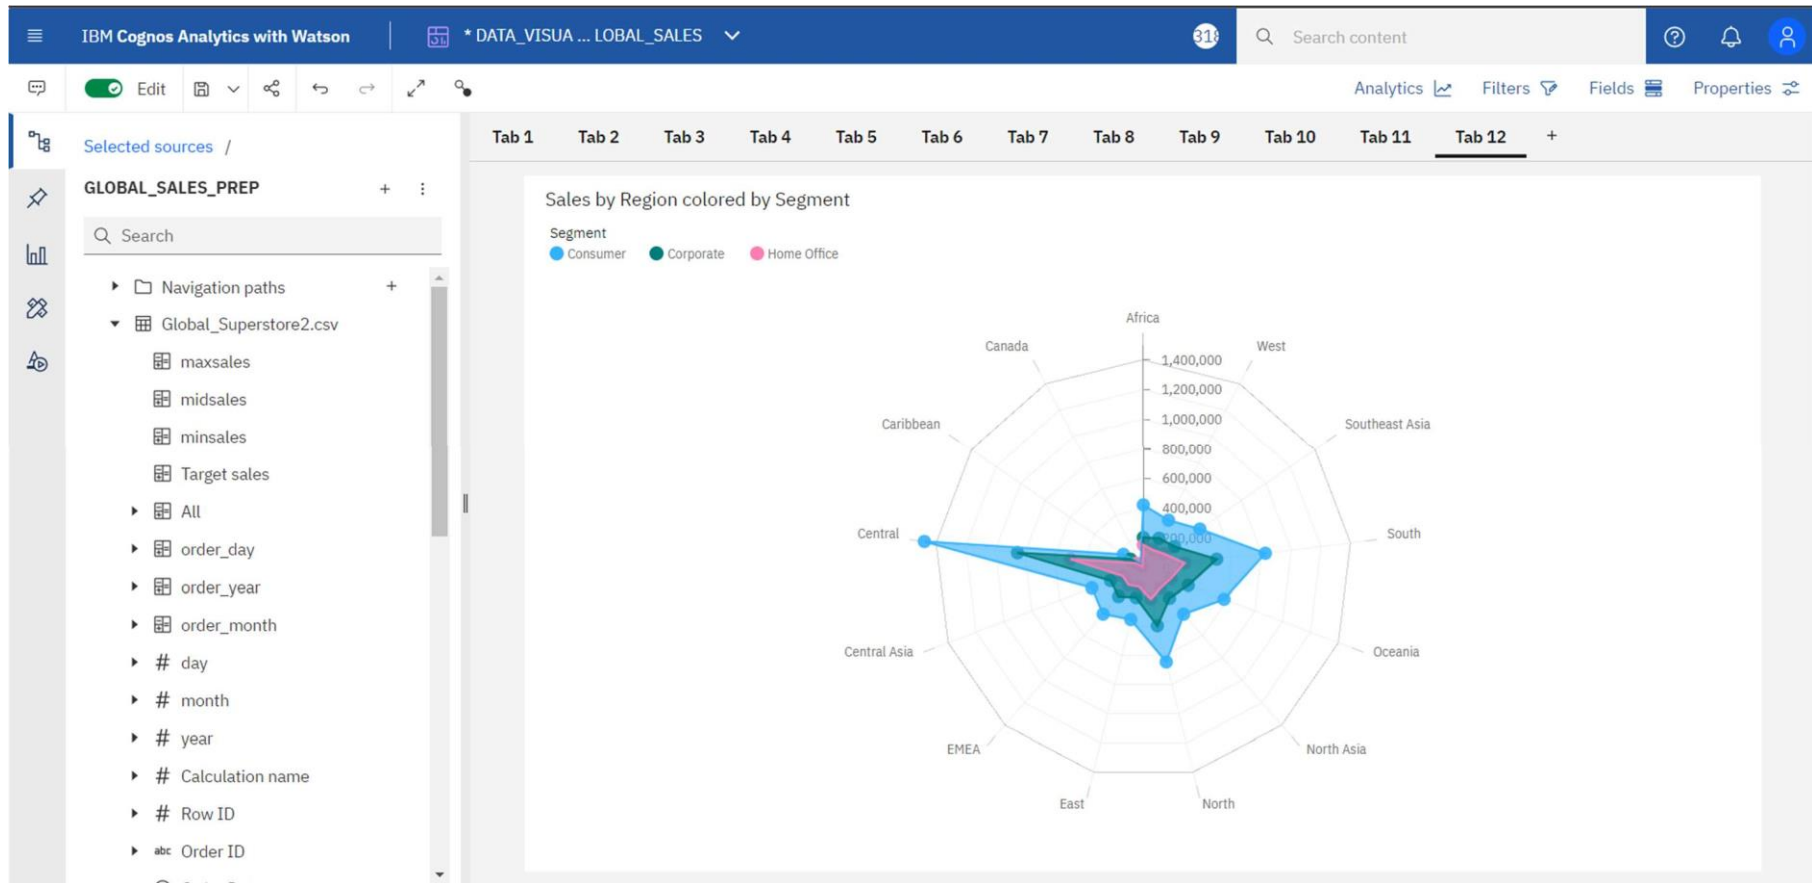 IBM Cognos Analytics with Watson
* DATA_VISUA ... LOBAL_SALES
Search content
Edit
Analytics
Filters
Fields
Properties
Selected sources /
Tab 1 Tab 2 Tab 3 Tab 4 Tab 5 Tab 6 Tab 7 Tab 8 Tab 9 Tab 10 Tab 11 Tab 12 +
GLOBAL_SALES_PREP
Search
Navigation paths
Global_Superstore2.csv
maxsales
midsales
minsales
Target sales
All
order_day
order_year
order_month
# day
# month
# year
# Calculation name
# Row ID
abc Order ID
Sales by Region colored by Segment
Segment
Consumer Corporate Home Office
Africa
West
Southeast Asia
South
Oceania
North Asia
North
East
EMEA
Central Asia
Central
Caribbean
Canada
1,400,000
1,200,000
1,000,000
800,000
600,000
400,000
200,000